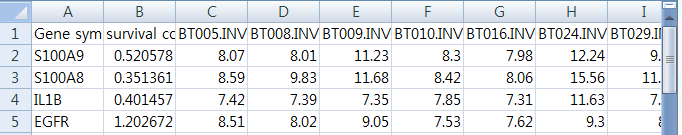 A B C D E F G H I
1 Gene sym survival cc BT005.INV BT008.INV BT009.INV BT010.INV BT016.INV BT024.INV BT029.II
2 S100A9 0.520578 8.07 8.01 11.23 8.3 7.98 12.24 9.
3 S100A8 0.351361 8.59 9.83 11.68 8.42 8.06 15.56 11.
4 IL1B 0.401457 7.42 7.39 7.35 7.85 7.31 11.63 7.
5 EGFR 1.202672 8.51 8.02 9.05 7.53 7.62 9.3